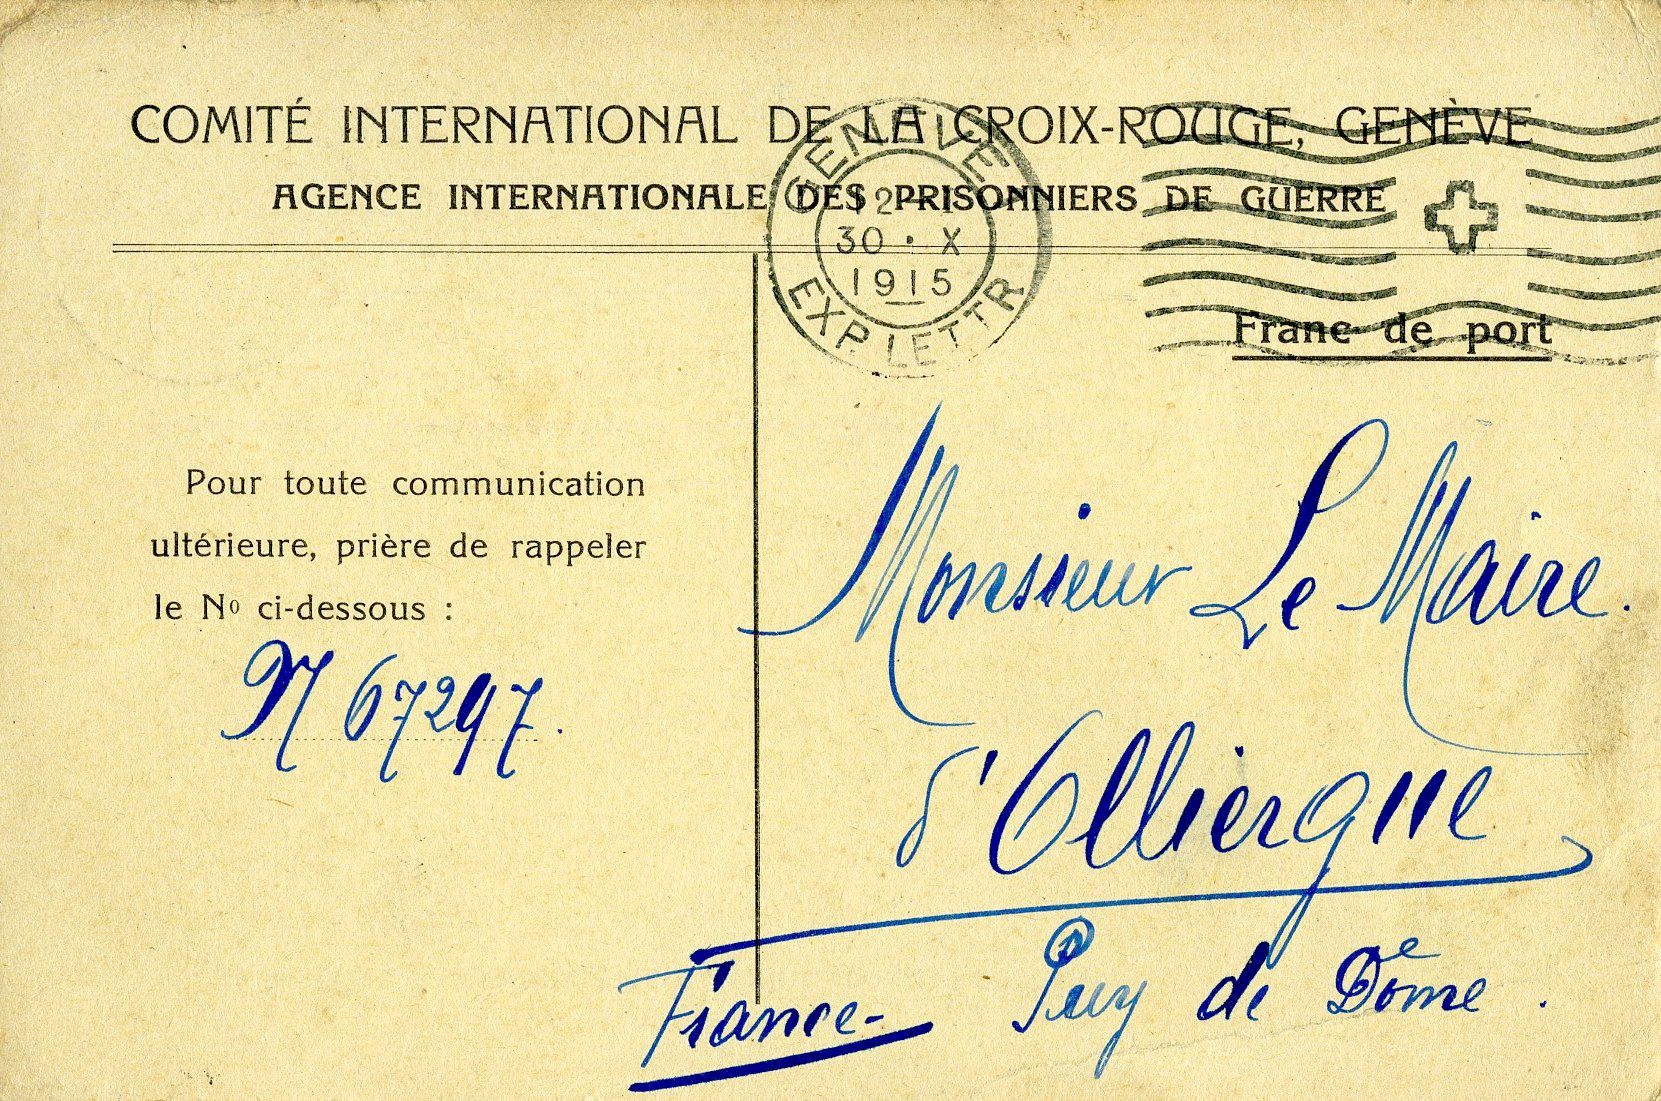 COMITÉ INTERNATIONAL DE LA CROIX-ROUGE, GENÈVE
AGENCE INTERNATIONALE DES PRISONNIERS DE GUERRE
GENÈVE
12-1
30·X
1915
EXP. LETTR
Franc de port
Pour toute communication
ultérieure, prière de rappeler
le No ci-dessous :
N 67297.
Monsieur Le Maire.
d'Olliergue
Puy de Dôme.
France-